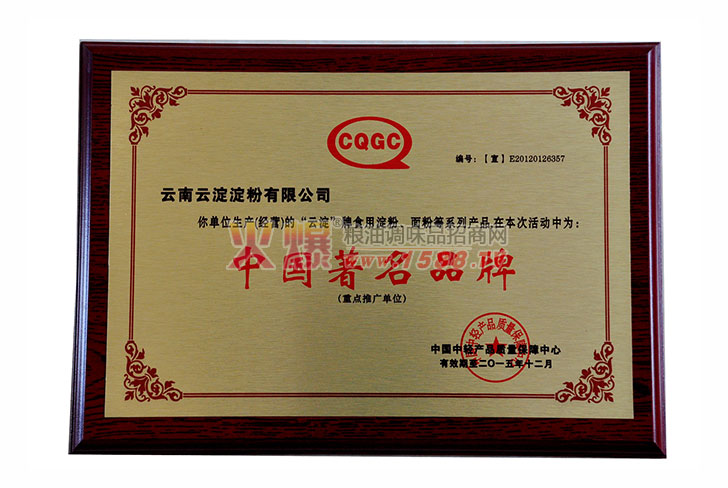 CQGC
编号：【宣】E20120126357
云南云淀淀粉有限公司
你单位生产(经营)的“云淀”牌食用淀粉、面粉等系列产品,在本次活动中为：
火爆 粮油调味品招商网
中国著名品牌
(重点推广单位)
中国中轻产品质量保障中心
有效期至二〇一五年十二月